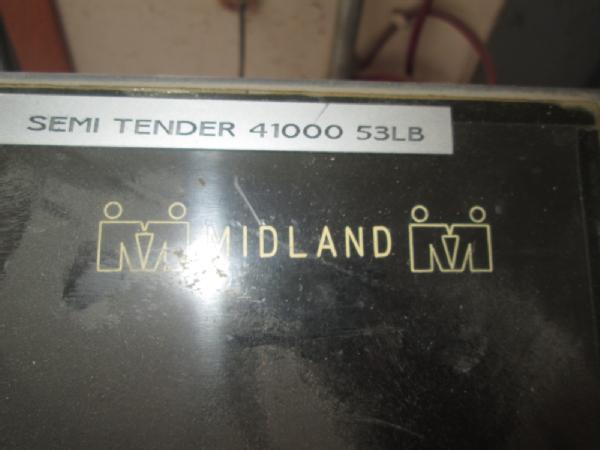 SEMI TENDER 41000 53LB
MIDLAND